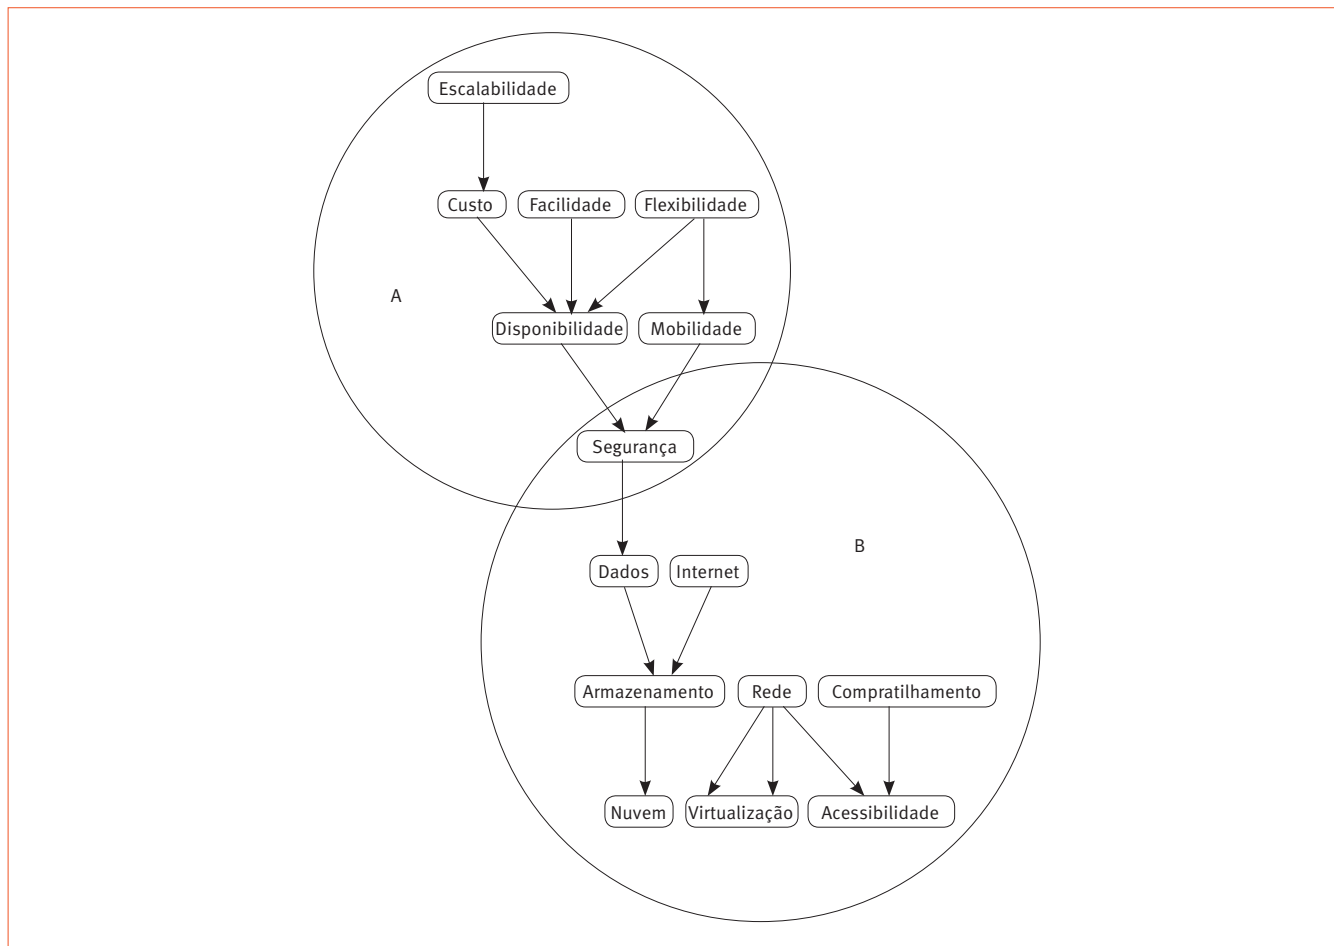 Escalabilidade
Custo
Facilidade
Flexibilidade
A
Disponibilidade
Mobilidade
Segurança
B
Dados
Internet
Armazenamento
Rede
Compratilhamento
Nuvem
Virtualização
Acessibilidade